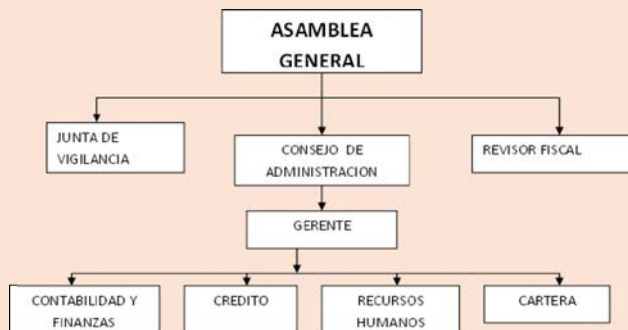 ASAMBLEA
GENERAL
JUNTA DE
VIGILANCIA
CONSEJO DE
ADMINISTRACION
REVISOR FISCAL
GERENTE
CONTABILIDAD Y
FINANZAS
CREDITO
RECURSOS
HUMANOS
CARTERA